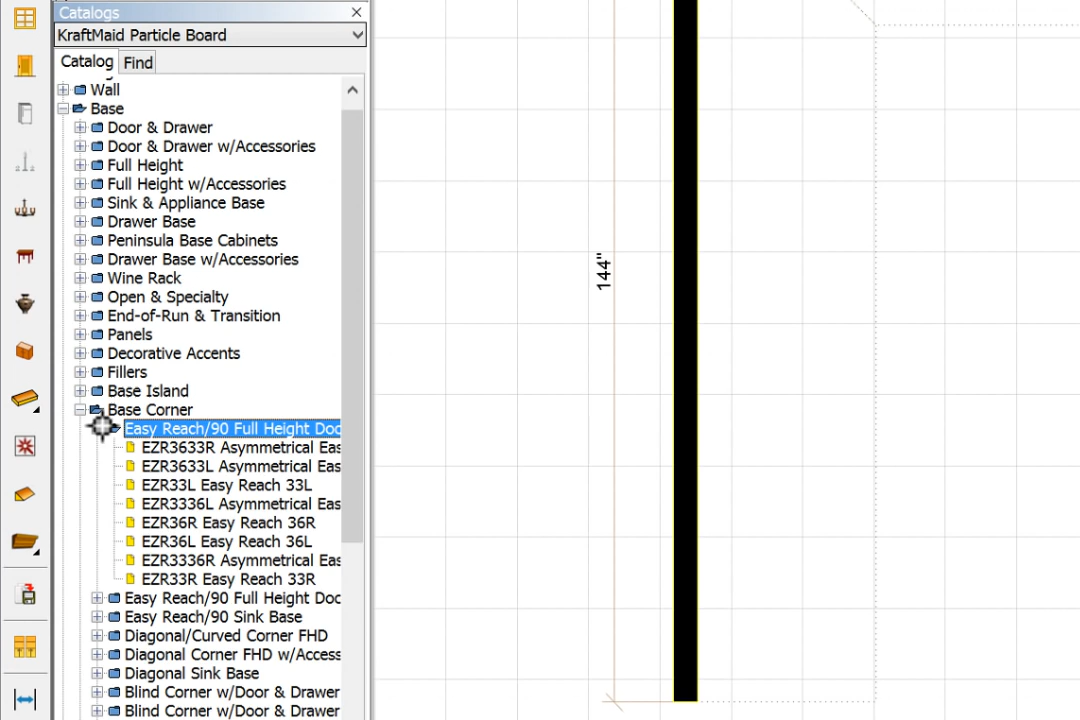 Catalogs
KraftMaid Particle Board
Catalog Find
Wall
Base
Door & Drawer
Door & Drawer w/Accessories
Full Height
Full Height w/Accessories
Sink & Appliance Base
Drawer Base
Peninsula Base Cabinets
Drawer Base w/Accessories
Wine Rack
Open & Specialty
End-of-Run & Transition
Panels
Decorative Accents
Fillers
Base Island
Base Corner
Easy Reach/90 Full Height Doo
EZR3633R Asymmetrical Eas
EZR3633L Asymmetrical Eas
EZR33L Easy Reach 33L
EZR3336L Asymmetrical Eas
EZR36R Easy Reach 36R
EZR36L Easy Reach 36L
EZR3336R Asymmetrical Eas
EZR33R Easy Reach 33R
Easy Reach/90 Full Height Doo
Easy Reach/90 Sink Base
Diagonal/Curved Corner FHD
Diagonal Corner FHD w/Access
Diagonal Sink Base
Blind Corner w/Door & Drawer
Blind Corner w/Door & Drawer
144"